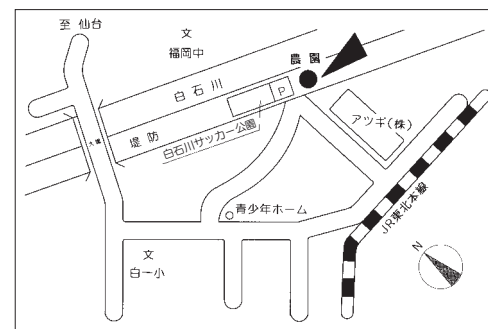 至 仙台
文
福岡中
農園
白石川
P
堤防
白石川サッカー公園
アツギ(株)
大橋
青少年ホーム
JR東北本線
文
白一小
N